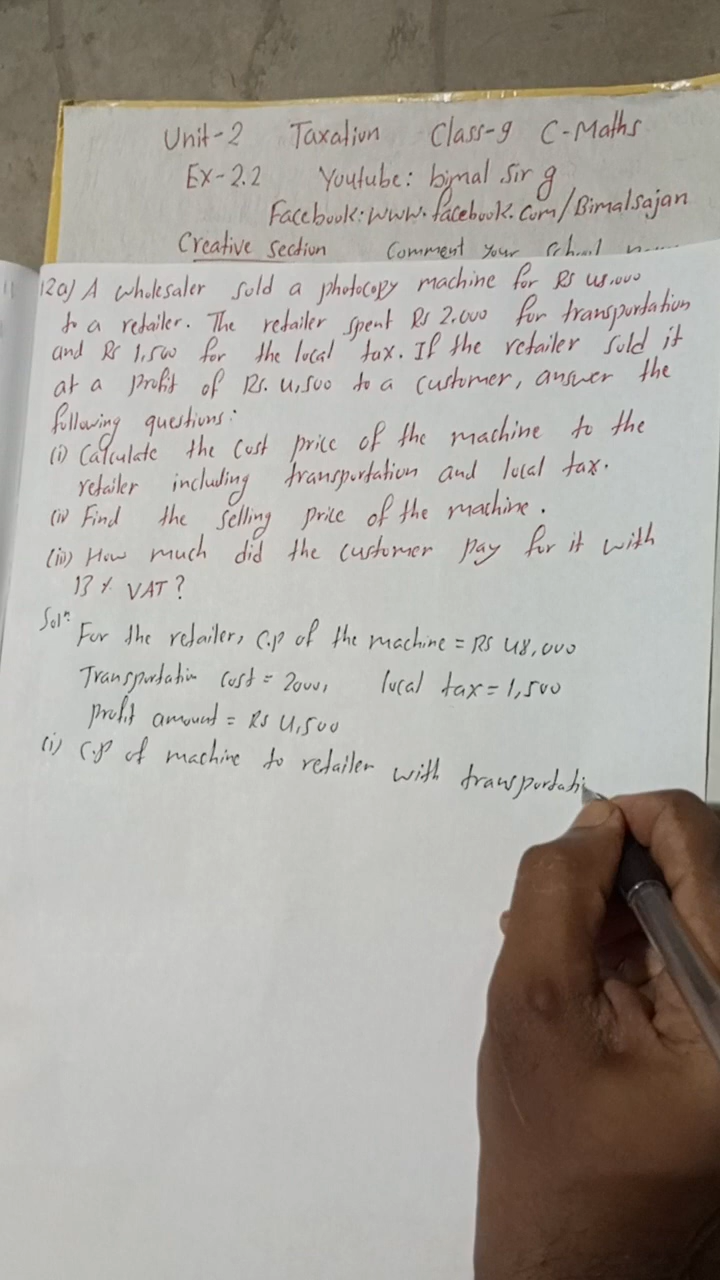 Unit-2 Taxation Class-9 C-Maths
Ex-2.2 Youtube: bimal sir g
Facebook: www.facebook.com/Bimalsajan
Creative section Comment your school
12a) A wholesaler sold a photocopy machine for Rs 48,000
to a retailer. The retailer spent Rs 2,000 for transportation
and Rs 1,500 for the local tax. If the retailer sold it
at a profit of Rs. 4,500 to a customer, answer the
following questions:
(i) Calculate the cost price of the machine to the
retailer including transportation and local tax.
(ii) Find the selling price of the machine.
(iii) How much did the customer pay for it with
13% VAT?
Solⁿ:
For the retailer, C.P of the machine = Rs 48,000
Transportation cost = 2000, local tax = 1,500
Profit amount = Rs 4,500
(i) C.P of machine to retailer with transportati